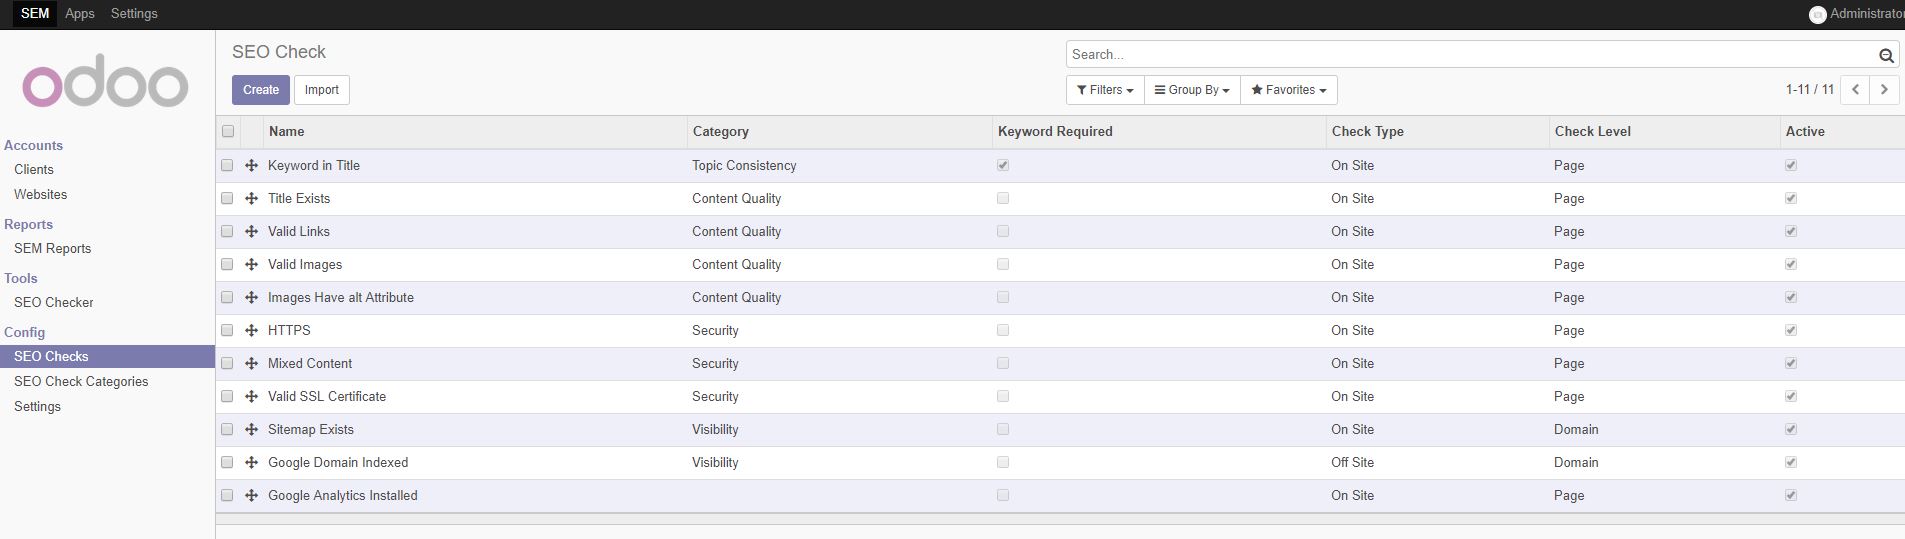 SEM Apps Settings Administrator
odoo
Accounts
Clients
Websites
Reports
SEM Reports
Tools
SEO Checker
Config
SEO Checks
SEO Check Categories
Settings
SEO Check
Search...
Create Import
Filters Group By Favorites 1-11 / 11
Name Category Keyword Required Check Type Check Level Active
Keyword in Title Topic Consistency On Site Page
Title Exists Content Quality On Site Page
Valid Links Content Quality On Site Page
Valid Images Content Quality On Site Page
Images Have alt Attribute Content Quality On Site Page
HTTPS Security On Site Page
Mixed Content Security On Site Page
Valid SSL Certificate Security On Site Page
Sitemap Exists Visibility On Site Domain
Google Domain Indexed Visibility Off Site Domain
Google Analytics Installed On Site Page